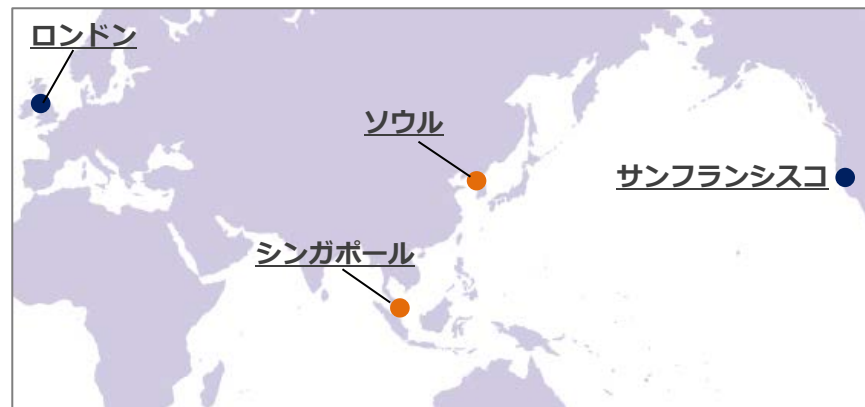 ロンドン
ソウル
サンフランシスコ
シンガポール